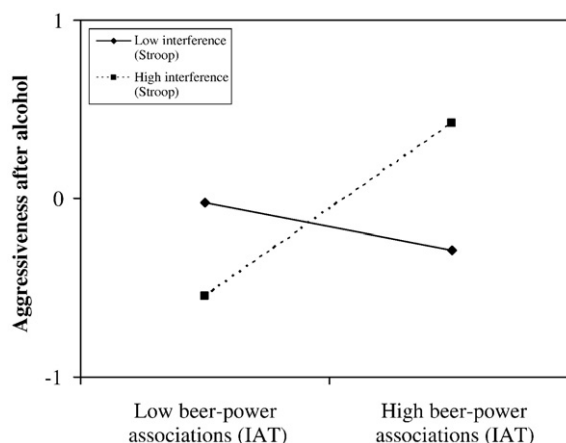 1
Low interference
(Stroop)
High interference
(Stroop)
Aggressiveness after alcohol
0
-1
Low beer-power
associations (IAT)
High beer-power
associations (IAT)